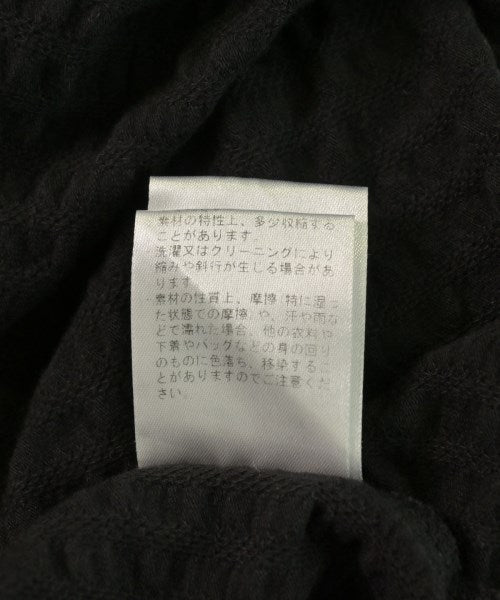 素材の特性上、多少収縮する
ことがあります。
洗濯又はクリーニングにより
縮みや斜行が生じる場合があ
ります。
素材の性質上、摩擦(特に湿っ
た状態での摩擦)や、汗や雨な
どで濡れた場合、他の衣料や
下着やバッグなどの身の回り
のものに色落ち、移染するこ
とがありますのでご注意くだ
さい。